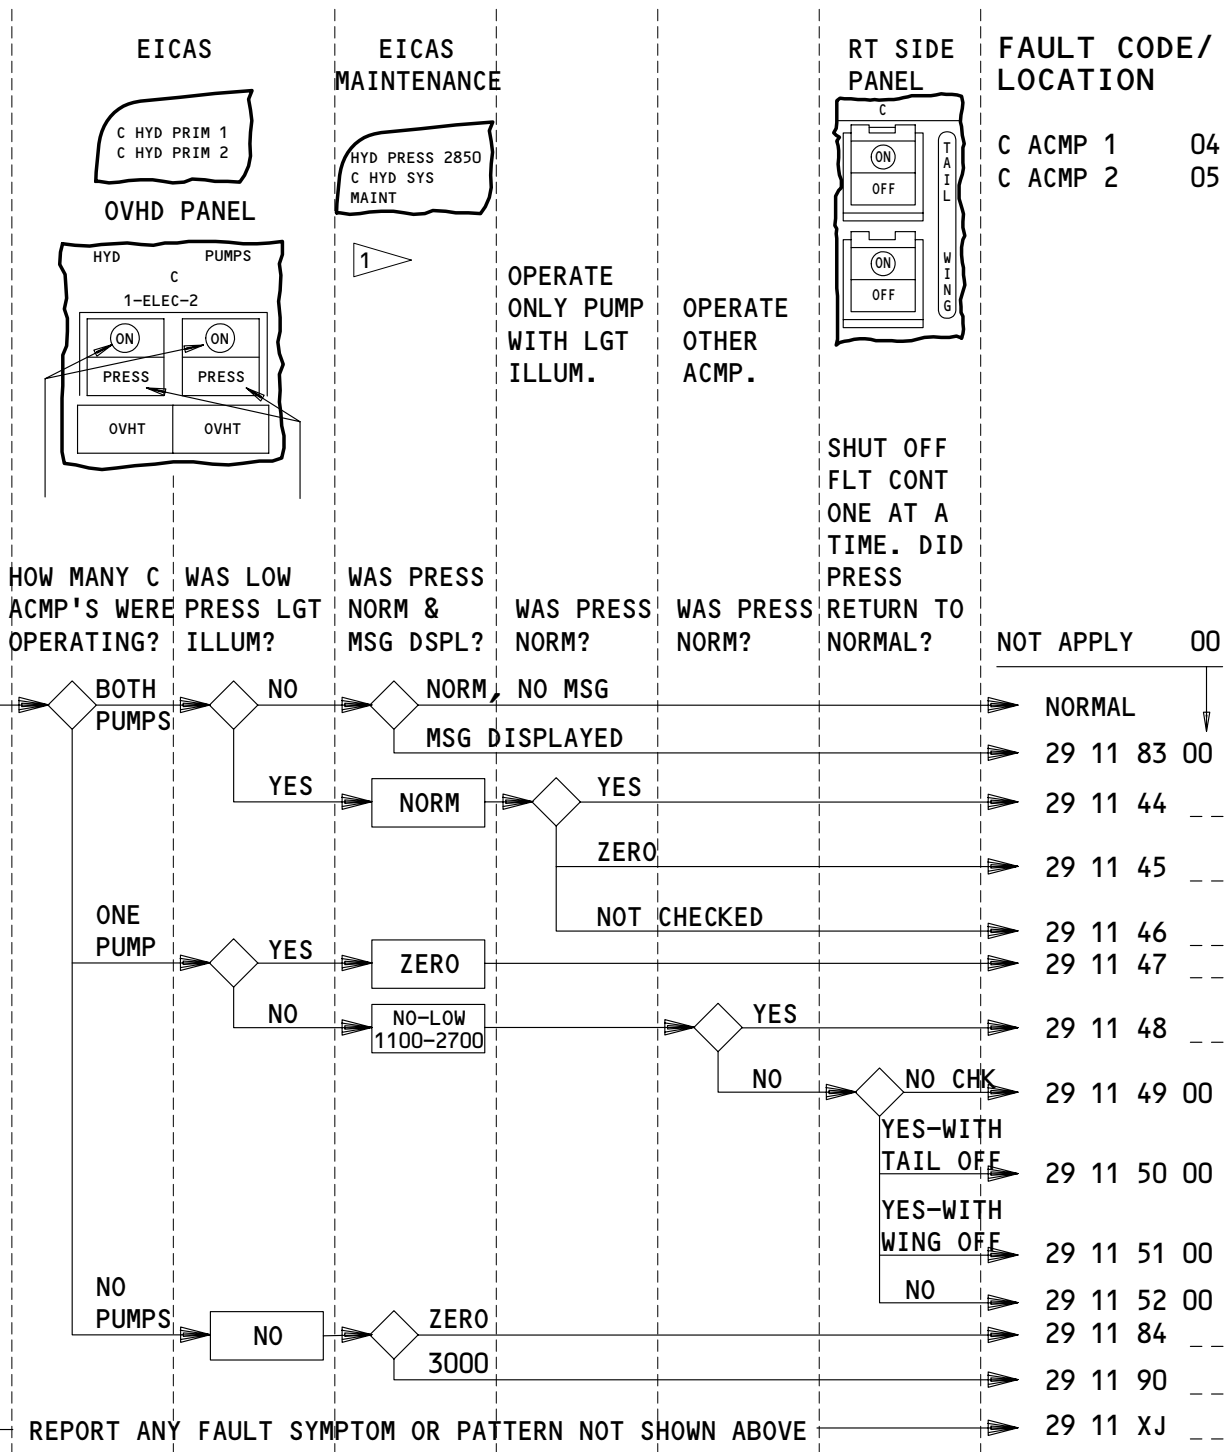 EICAS
C HYD PRIM 1
C HYD PRIM 2
OVHD PANEL
HYD PUMPS
C
1-ELEC-2
ON ON
PRESS PRESS
OVHT OVHT
EICAS
MAINTENANCE
HYD PRESS 2850
C HYD SYS
MAINT
1
OPERATE
ONLY PUMP
WITH LGT
ILLUM.
OPERATE
OTHER
ACMP.
RT SIDE
PANEL
C
ON
OFF
TAIL
ON
OFF
WING
SHUT OFF
FLT CONT
ONE AT A
TIME. DID
PRESS
RETURN TO
NORMAL?
FAULT CODE/
LOCATION
C ACMP 1 04
C ACMP 2 05
HOW MANY C
ACMP'S WERE
OPERATING?
WAS LOW
PRESS LGT
ILLUM?
WAS PRESS
NORM &
MSG DSPL?
WAS PRESS
NORM?
WAS PRESS
NORM?
NOT APPLY 00
BOTH
PUMPS
NO
NORM, NO MSG
NORMAL
MSG DISPLAYED
29 11 83 00
YES
NORM
YES
29 11 44 _ _
ZERO
29 11 45 _ _
NOT CHECKED
29 11 46 _ _
ONE
PUMP
YES
ZERO
29 11 47 _ _
NO
NO-LOW
1100-2700
YES
29 11 48 _ _
NO
NO CHK
29 11 49 00
YES-WITH
TAIL OFF
29 11 50 00
YES-WITH
WING OFF
29 11 51 00
NO
29 11 52 00
NO
PUMPS
NO
ZERO
29 11 84 _ _
3000
29 11 90 _ _
REPORT ANY FAULT SYMPTOM OR PATTERN NOT SHOWN ABOVE
29 11 XJ _ _